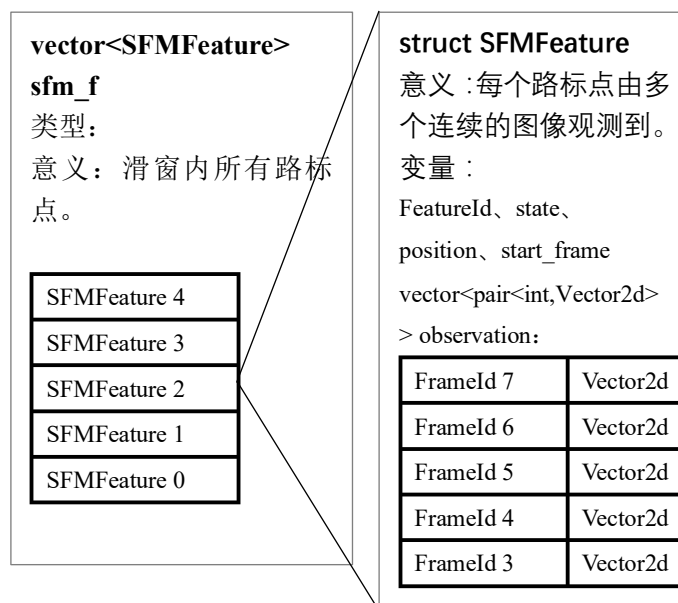 vector<SFMFeature>
sfm_f
类型：
意义：滑窗内所有路标
点。
SFMFeature 4
SFMFeature 3
SFMFeature 2
SFMFeature 1
SFMFeature 0
struct SFMFeature
意义：每个路标点由多
个连续的图像观测到。
变量：
FeatureId、state、
position、start_frame
vector<pair<int,Vector2d>
> observation：
FrameId 7 Vector2d
FrameId 6 Vector2d
FrameId 5 Vector2d
FrameId 4 Vector2d
FrameId 3 Vector2d